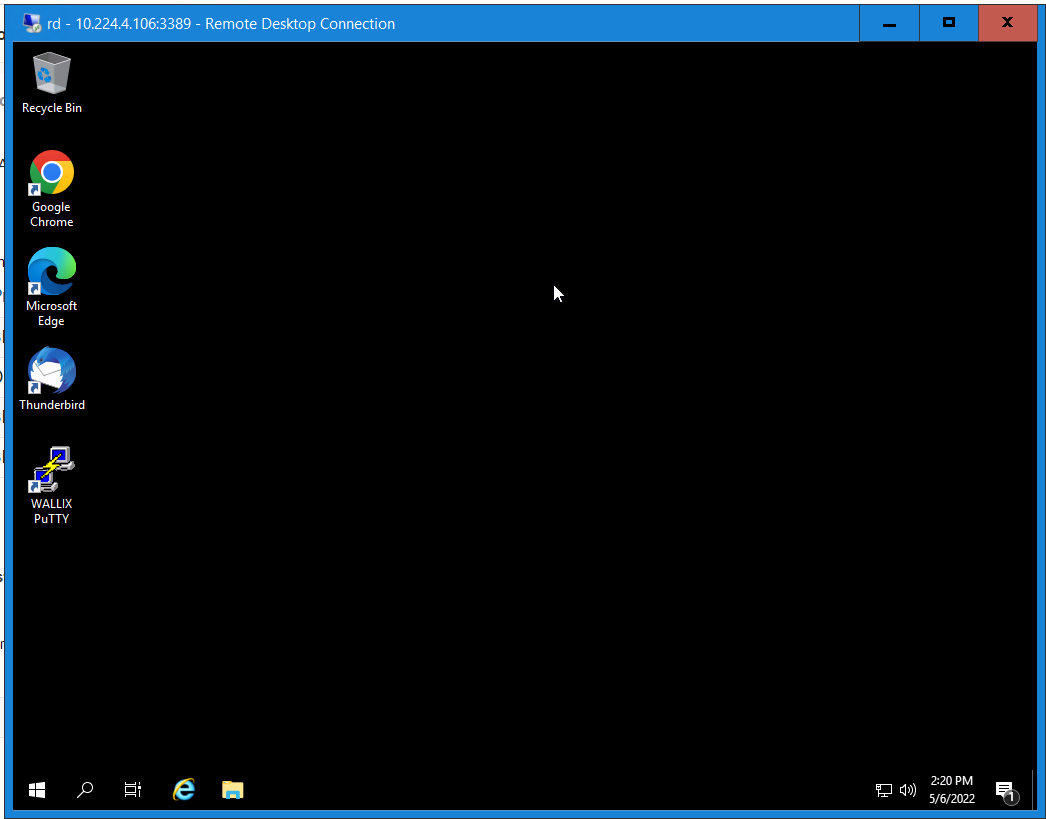 rd - 10.224.4.106:3389 - Remote Desktop Connection
Recycle Bin
Google
Chrome
Microsoft
Edge
Thunderbird
WALLIX
PuTTY
2:20 PM
5/6/2022
1